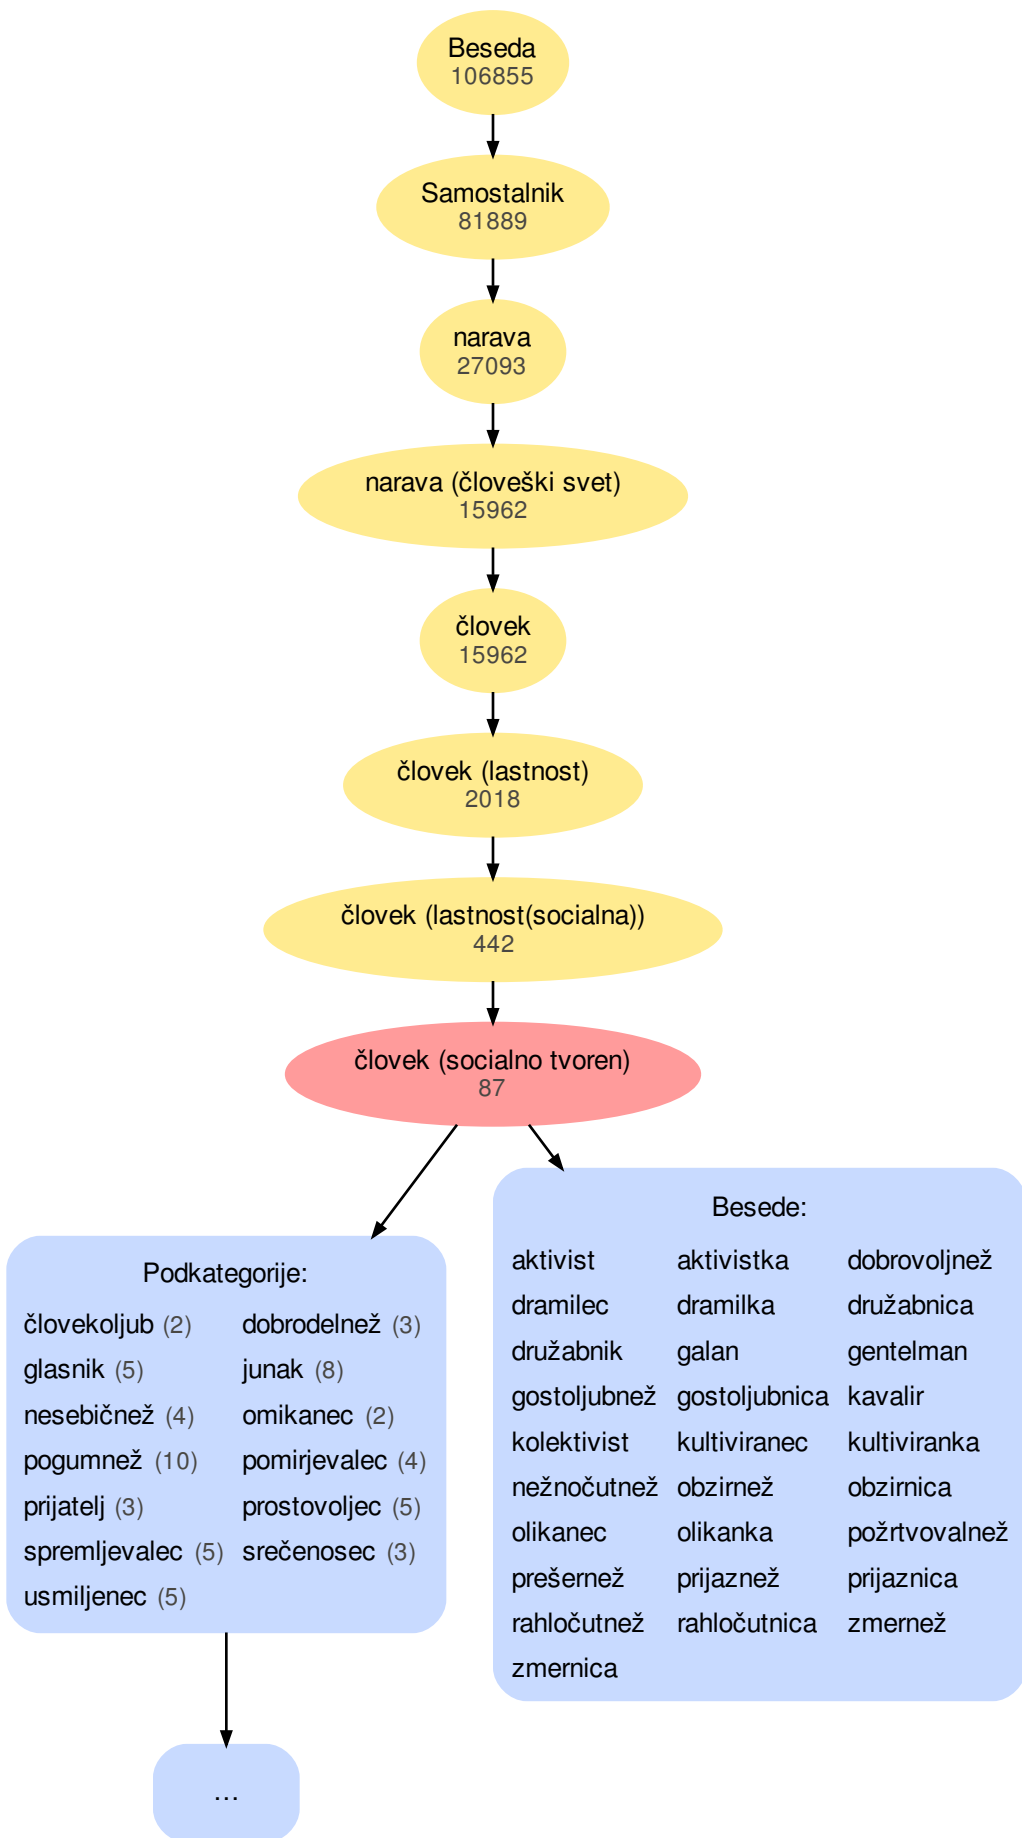 Beseda
106855
Samostalnik
81889
narava
27093
narava (človeški svet)
15962
človek
15962
človek (lastnost)
2018
človek (lastnost(socialna))
442
človek (socialno tvoren)
87
Podkategorije:
človekoljub (2) dobrodelnež (3)
glasnik (5) junak (8)
nesebičnež (4) omikanec (2)
pogumnež (10) pomirjevalec (4)
prijatelj (3) prostovoljec (5)
spremljevalec (5) srečenosec (3)
usmiljenec (5)
...
Besede:
aktivist aktivistka dobrovoljnež
dramilec dramilka družabnica
družabnik galan gentelman
gostoljubnež gostoljubnica kavalir
kolektivist kultiviranec kultiviranka
nežnočutnež obzirnež obzirnica
olikanec olikanka požrtvovalnež
prešernež prijaznež prijaznica
rahločutnež rahločutnica zmernež
zmernica